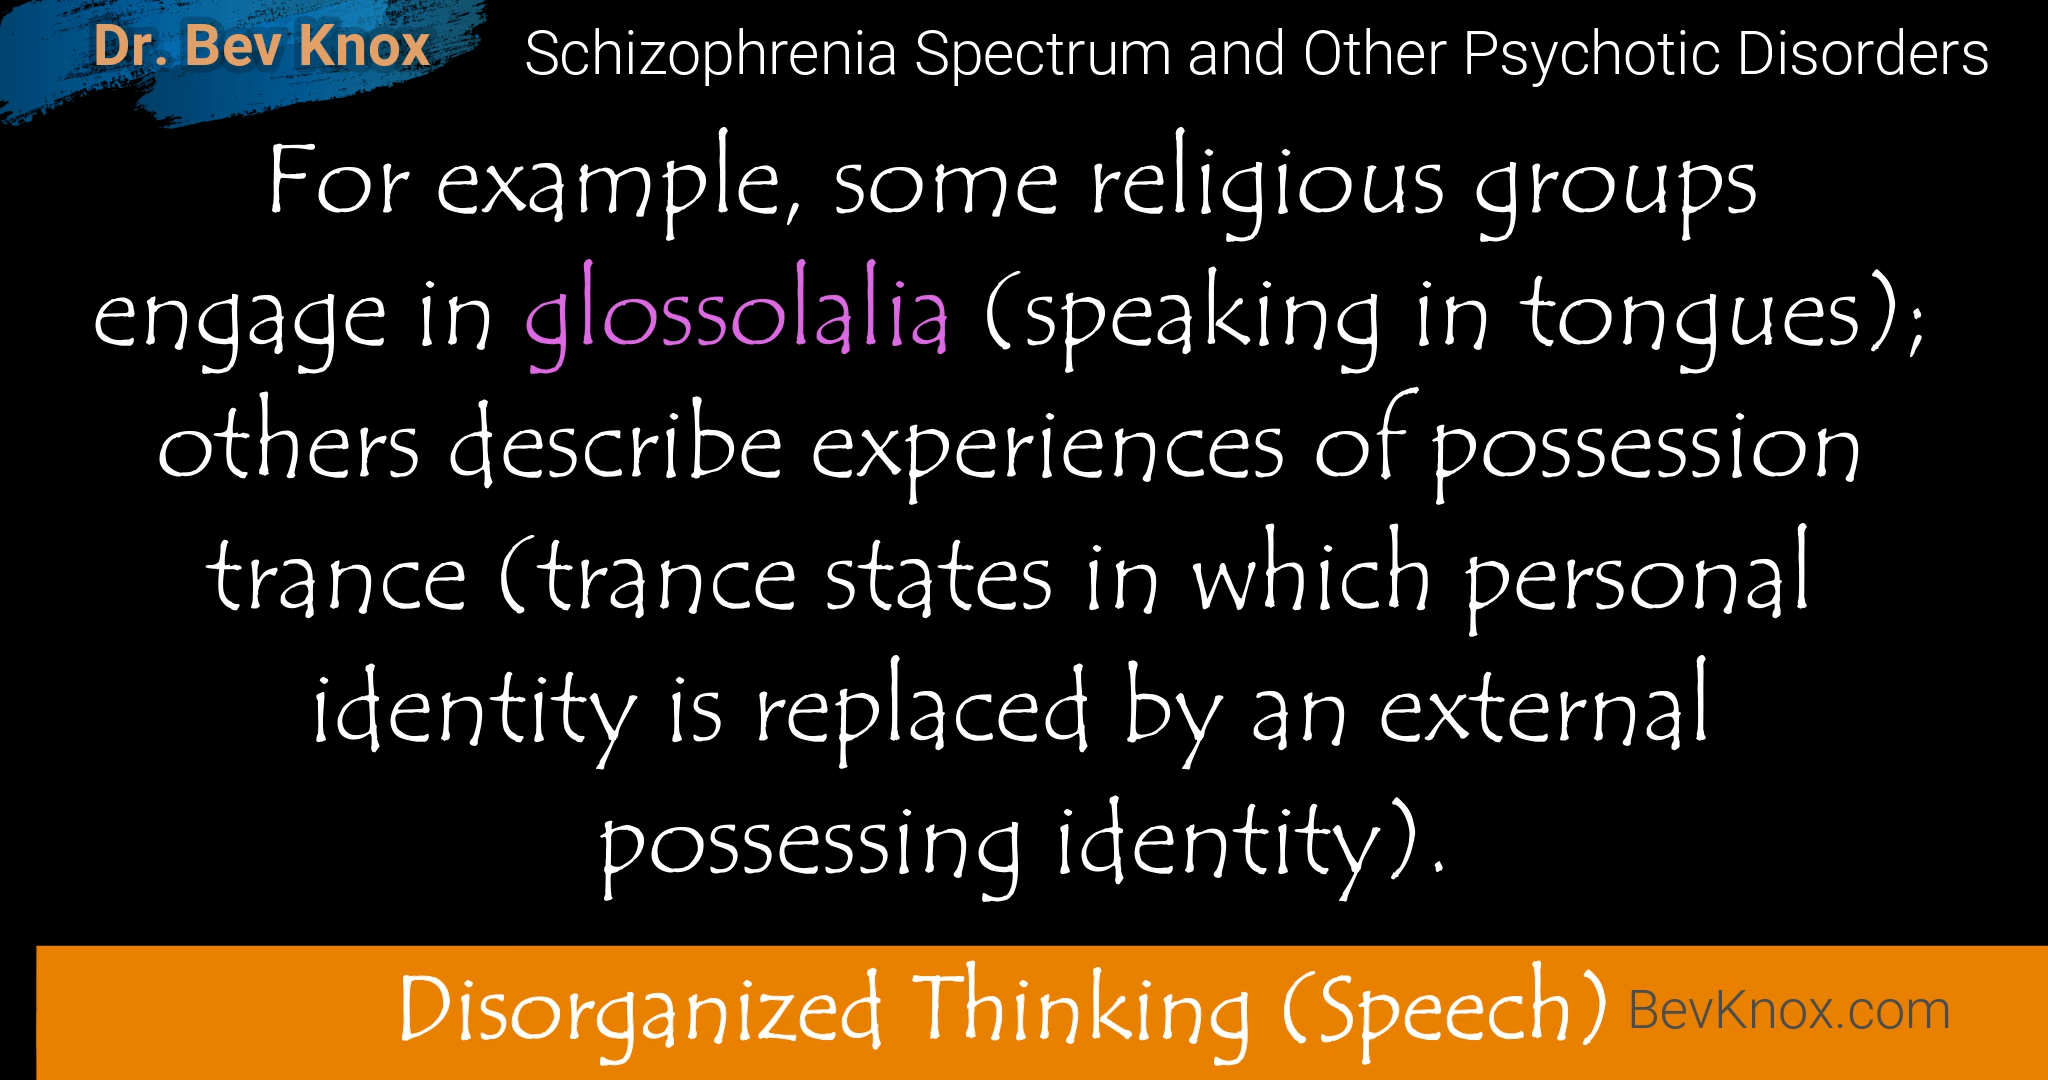 Dr. Bev Knox
Schizophrenia Spectrum and Other Psychotic Disorders
For example, some religious groups
engage in glossolalia (speaking in tongues);
others describe experiences of possession
trance (trance states in which personal
identity is replaced by an external
possessing identity).
Disorganized Thinking (Speech)
BevKnox.com